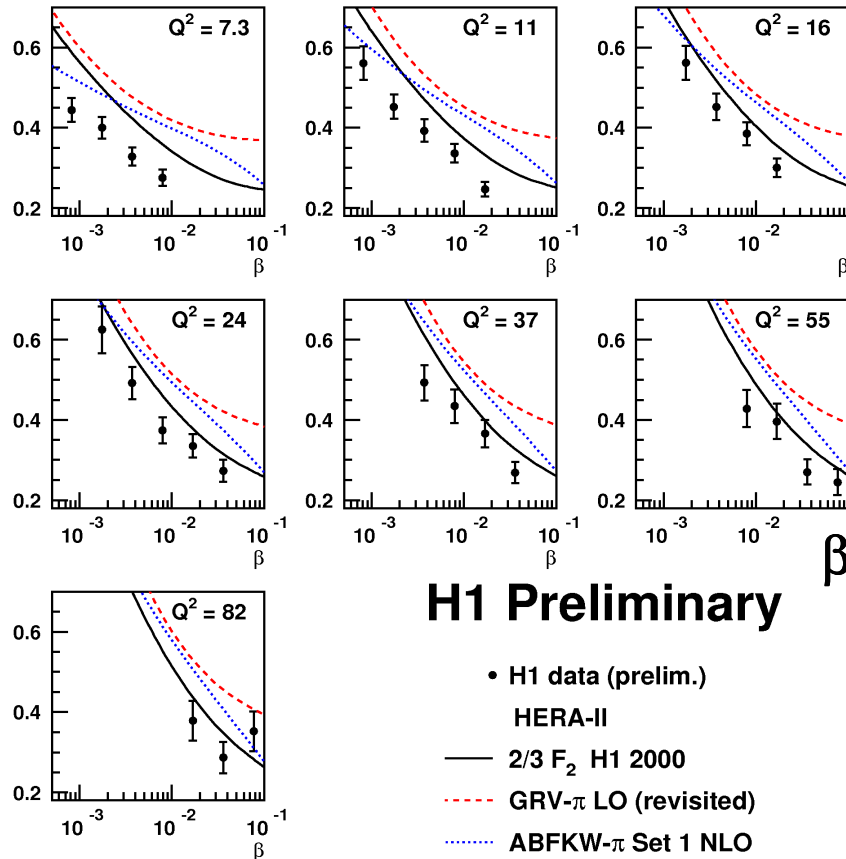 Q² = 7.3
Q² = 11
Q² = 16
0.6
0.4
0.2
0.6
0.4
0.2
0.6
0.4
0.2
10⁻³ 10⁻² 10⁻¹
10⁻³ 10⁻² 10⁻¹
10⁻³ 10⁻²
β
β
β
Q² = 24
Q² = 37
Q² = 55
0.6
0.4
0.2
0.6
0.4
0.2
0.6
0.4
0.2
10⁻³ 10⁻² 10⁻¹
10⁻³ 10⁻² 10⁻¹
10⁻³ 10⁻²
β
β
β
β
Q² = 82
0.6
0.4
0.2
10⁻³ 10⁻² 10⁻¹
β
H1 Preliminary
H1 data (prelim.)
HERA-II
2/3 F₂ H1 2000
GRV-π LO (revisited)
ABFKW-π Set 1 NLO